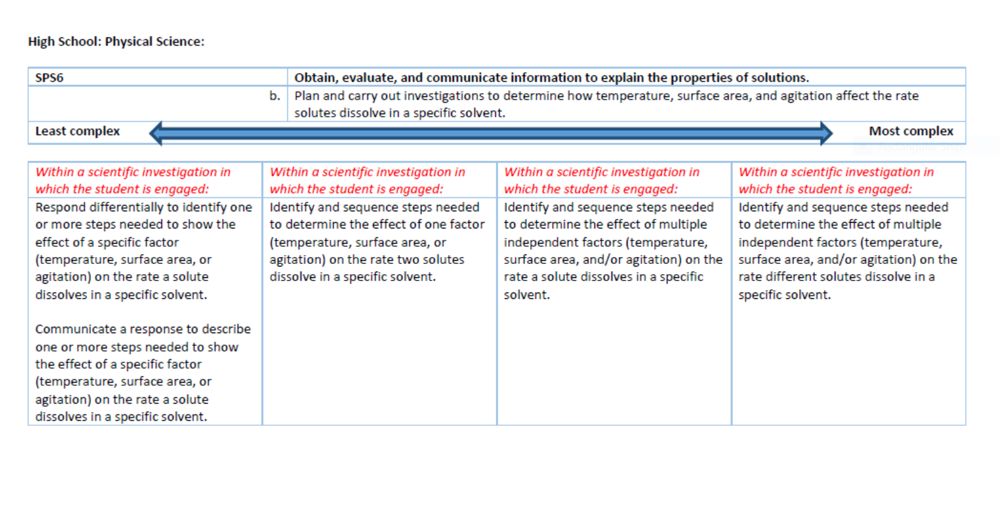 High School: Physical Science:
SPS6
Obtain, evaluate, and communicate information to explain the properties of solutions.
b.
Plan and carry out investigations to determine how temperature, surface area, and agitation affect the rate
solutes dissolve in a specific solvent.
Least complex
Most complex
Rectangular Snip
Within a scientific investigation in
which the student is engaged:
Respond differentially to identify one
or more steps needed to show the
effect of a specific factor
(temperature, surface area, or
agitation) on the rate a solute
dissolves in a specific solvent.
Communicate a response to describe
one or more steps needed to show
the effect of a specific factor
(temperature, surface area, or
agitation) on the rate a solute
dissolves in a specific solvent.
Within a scientific investigation in
which the student is engaged:
Identify and sequence steps needed
to determine the effect of one factor
(temperature, surface area, or
agitation) on the rate two solutes
dissolve in a specific solvent.
Within a scientific investigation in
which the student is engaged:
Identify and sequence steps needed
to determine the effect of multiple
independent factors (temperature,
surface area, and/or agitation) on the
rate a solute dissolves in a specific
solvent.
Within a scientific investigation in
which the student is engaged:
Identify and sequence steps needed
to determine the effect of multiple
independent factors (temperature,
surface area, and/or agitation) on the
rate different solutes dissolve in a
specific solvent.